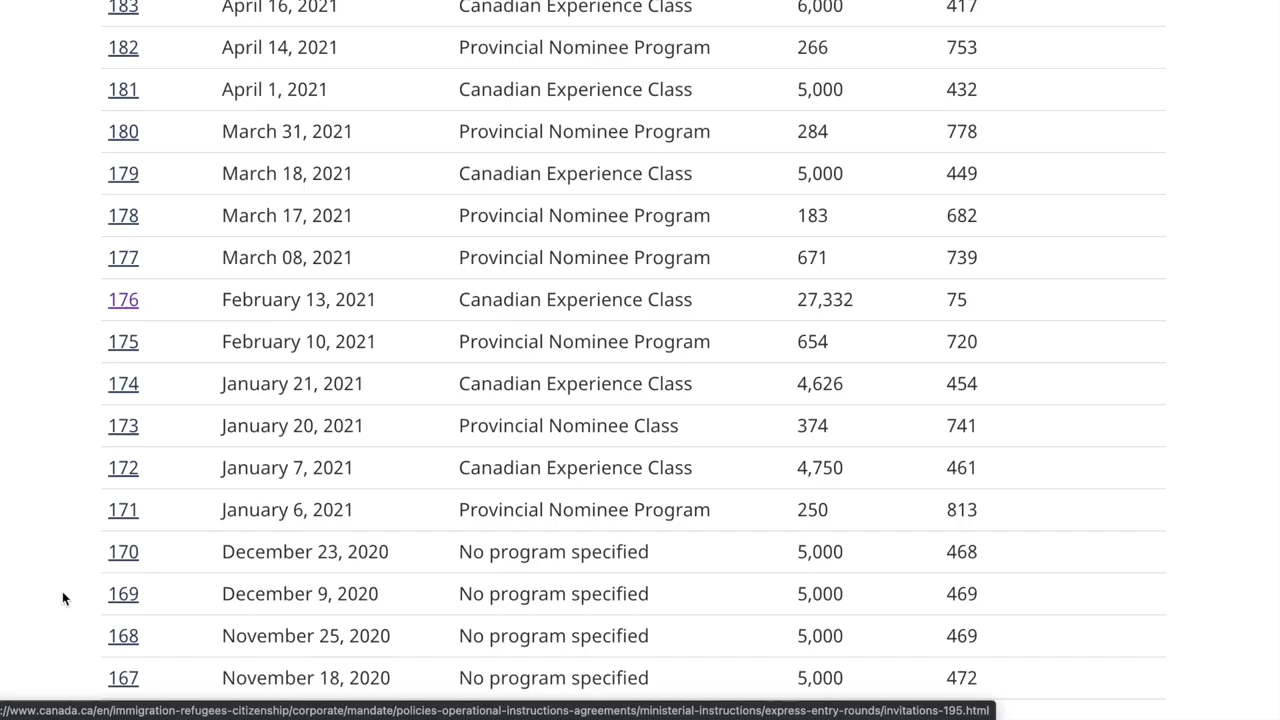 183 April 16, 2021 Canadian Experience Class 6,000 417
182 April 14, 2021 Provincial Nominee Program 266 753
181 April 1, 2021 Canadian Experience Class 5,000 432
180 March 31, 2021 Provincial Nominee Program 284 778
179 March 18, 2021 Canadian Experience Class 5,000 449
178 March 17, 2021 Provincial Nominee Program 183 682
177 March 08, 2021 Provincial Nominee Program 671 739
176 February 13, 2021 Canadian Experience Class 27,332 75
175 February 10, 2021 Provincial Nominee Program 654 720
174 January 21, 2021 Canadian Experience Class 4,626 454
173 January 20, 2021 Provincial Nominee Class 374 741
172 January 7, 2021 Canadian Experience Class 4,750 461
171 January 6, 2021 Provincial Nominee Program 250 813
170 December 23, 2020 No program specified 5,000 468
169 December 9, 2020 No program specified 5,000 469
168 November 25, 2020 No program specified 5,000 469
167 November 18, 2020 No program specified 5,000 472
://www.canada.ca/en/immigration-refugees-citizenship/corporate/mandate/policies-operational-instructions-agreements/ministerial-instructions/express-entry-rounds/invitations-195.html